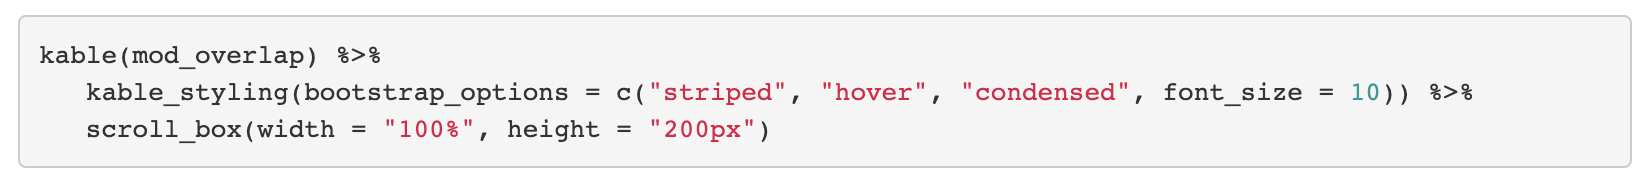 kable(mod_overlap) %>%
   kable_styling(bootstrap_options = c("striped", "hover", "condensed", font_size = 10)) %>%
   scroll_box(width = "100%", height = "200px")